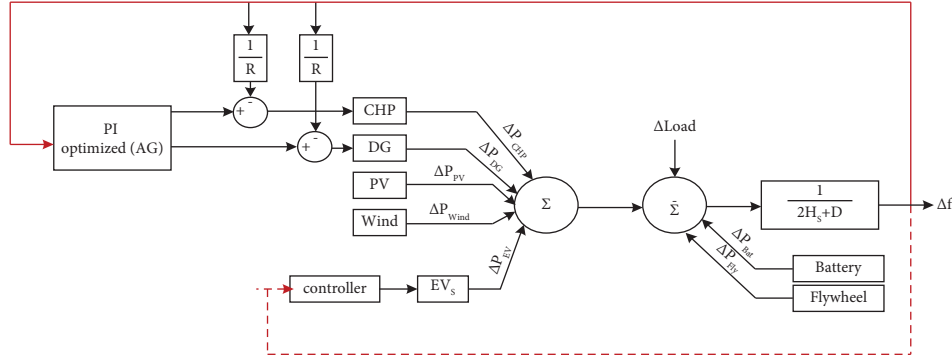 1
R
1
R
+ -
CHP
PI
optimized (AG)
+ -
DG
PV
Wind
ΔP_CHP
ΔP_DG
ΔP_PV
ΔP_Wind
ΔP_EV
Σ
ΔLoad
Σ̄
1
2H_S+D
Δf
ΔP_Bat
ΔP_Fly
Battery
Flywheel
controller
EV_S